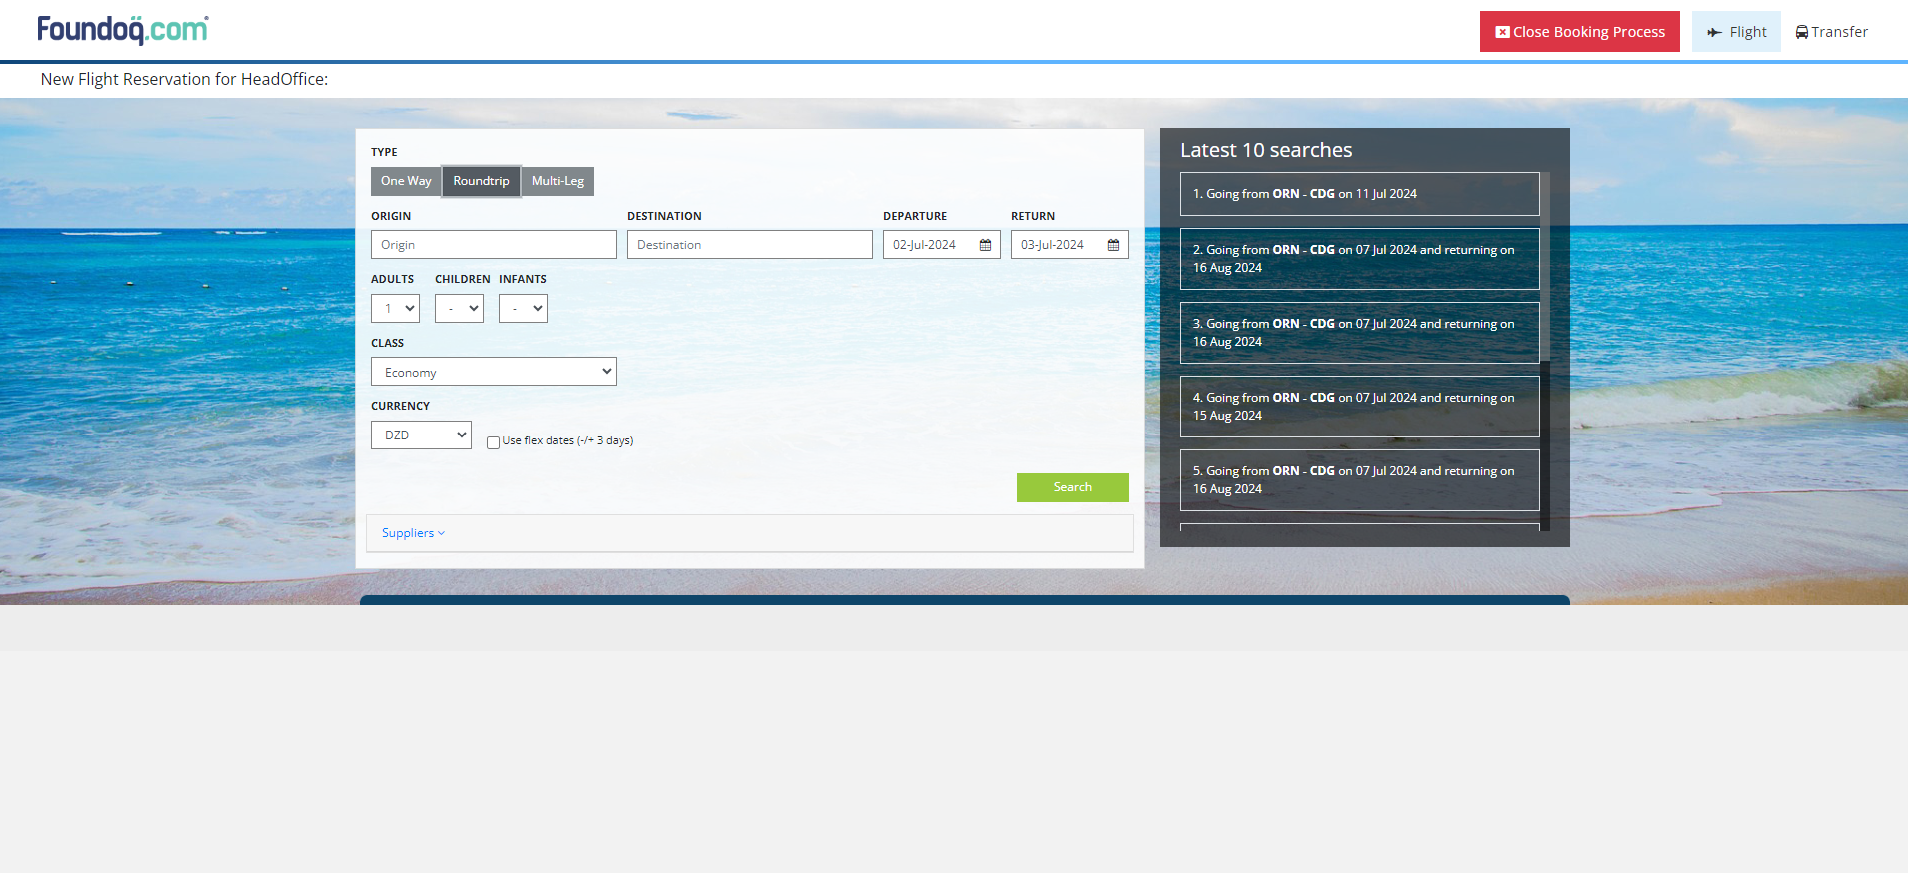 Foundoq.com
Close Booking Process
Flight
Transfer
New Flight Reservation for HeadOffice:
TYPE
One Way
Roundtrip
Multi-Leg
ORIGIN
DESTINATION
DEPARTURE
RETURN
Origin
Destination
02-Jul-2024
03-Jul-2024
ADULTS
CHILDREN
INFANTS
1
-
-
CLASS
Economy
CURRENCY
DZD
Use flex dates (-/+ 3 days)
Search
Suppliers
Latest 10 searches
1. Going from ORN - CDG on 11 Jul 2024
2. Going from ORN - CDG on 07 Jul 2024 and returning on
16 Aug 2024
3. Going from ORN - CDG on 07 Jul 2024 and returning on
16 Aug 2024
4. Going from ORN - CDG on 07 Jul 2024 and returning on
15 Aug 2024
5. Going from ORN - CDG on 07 Jul 2024 and returning on
16 Aug 2024